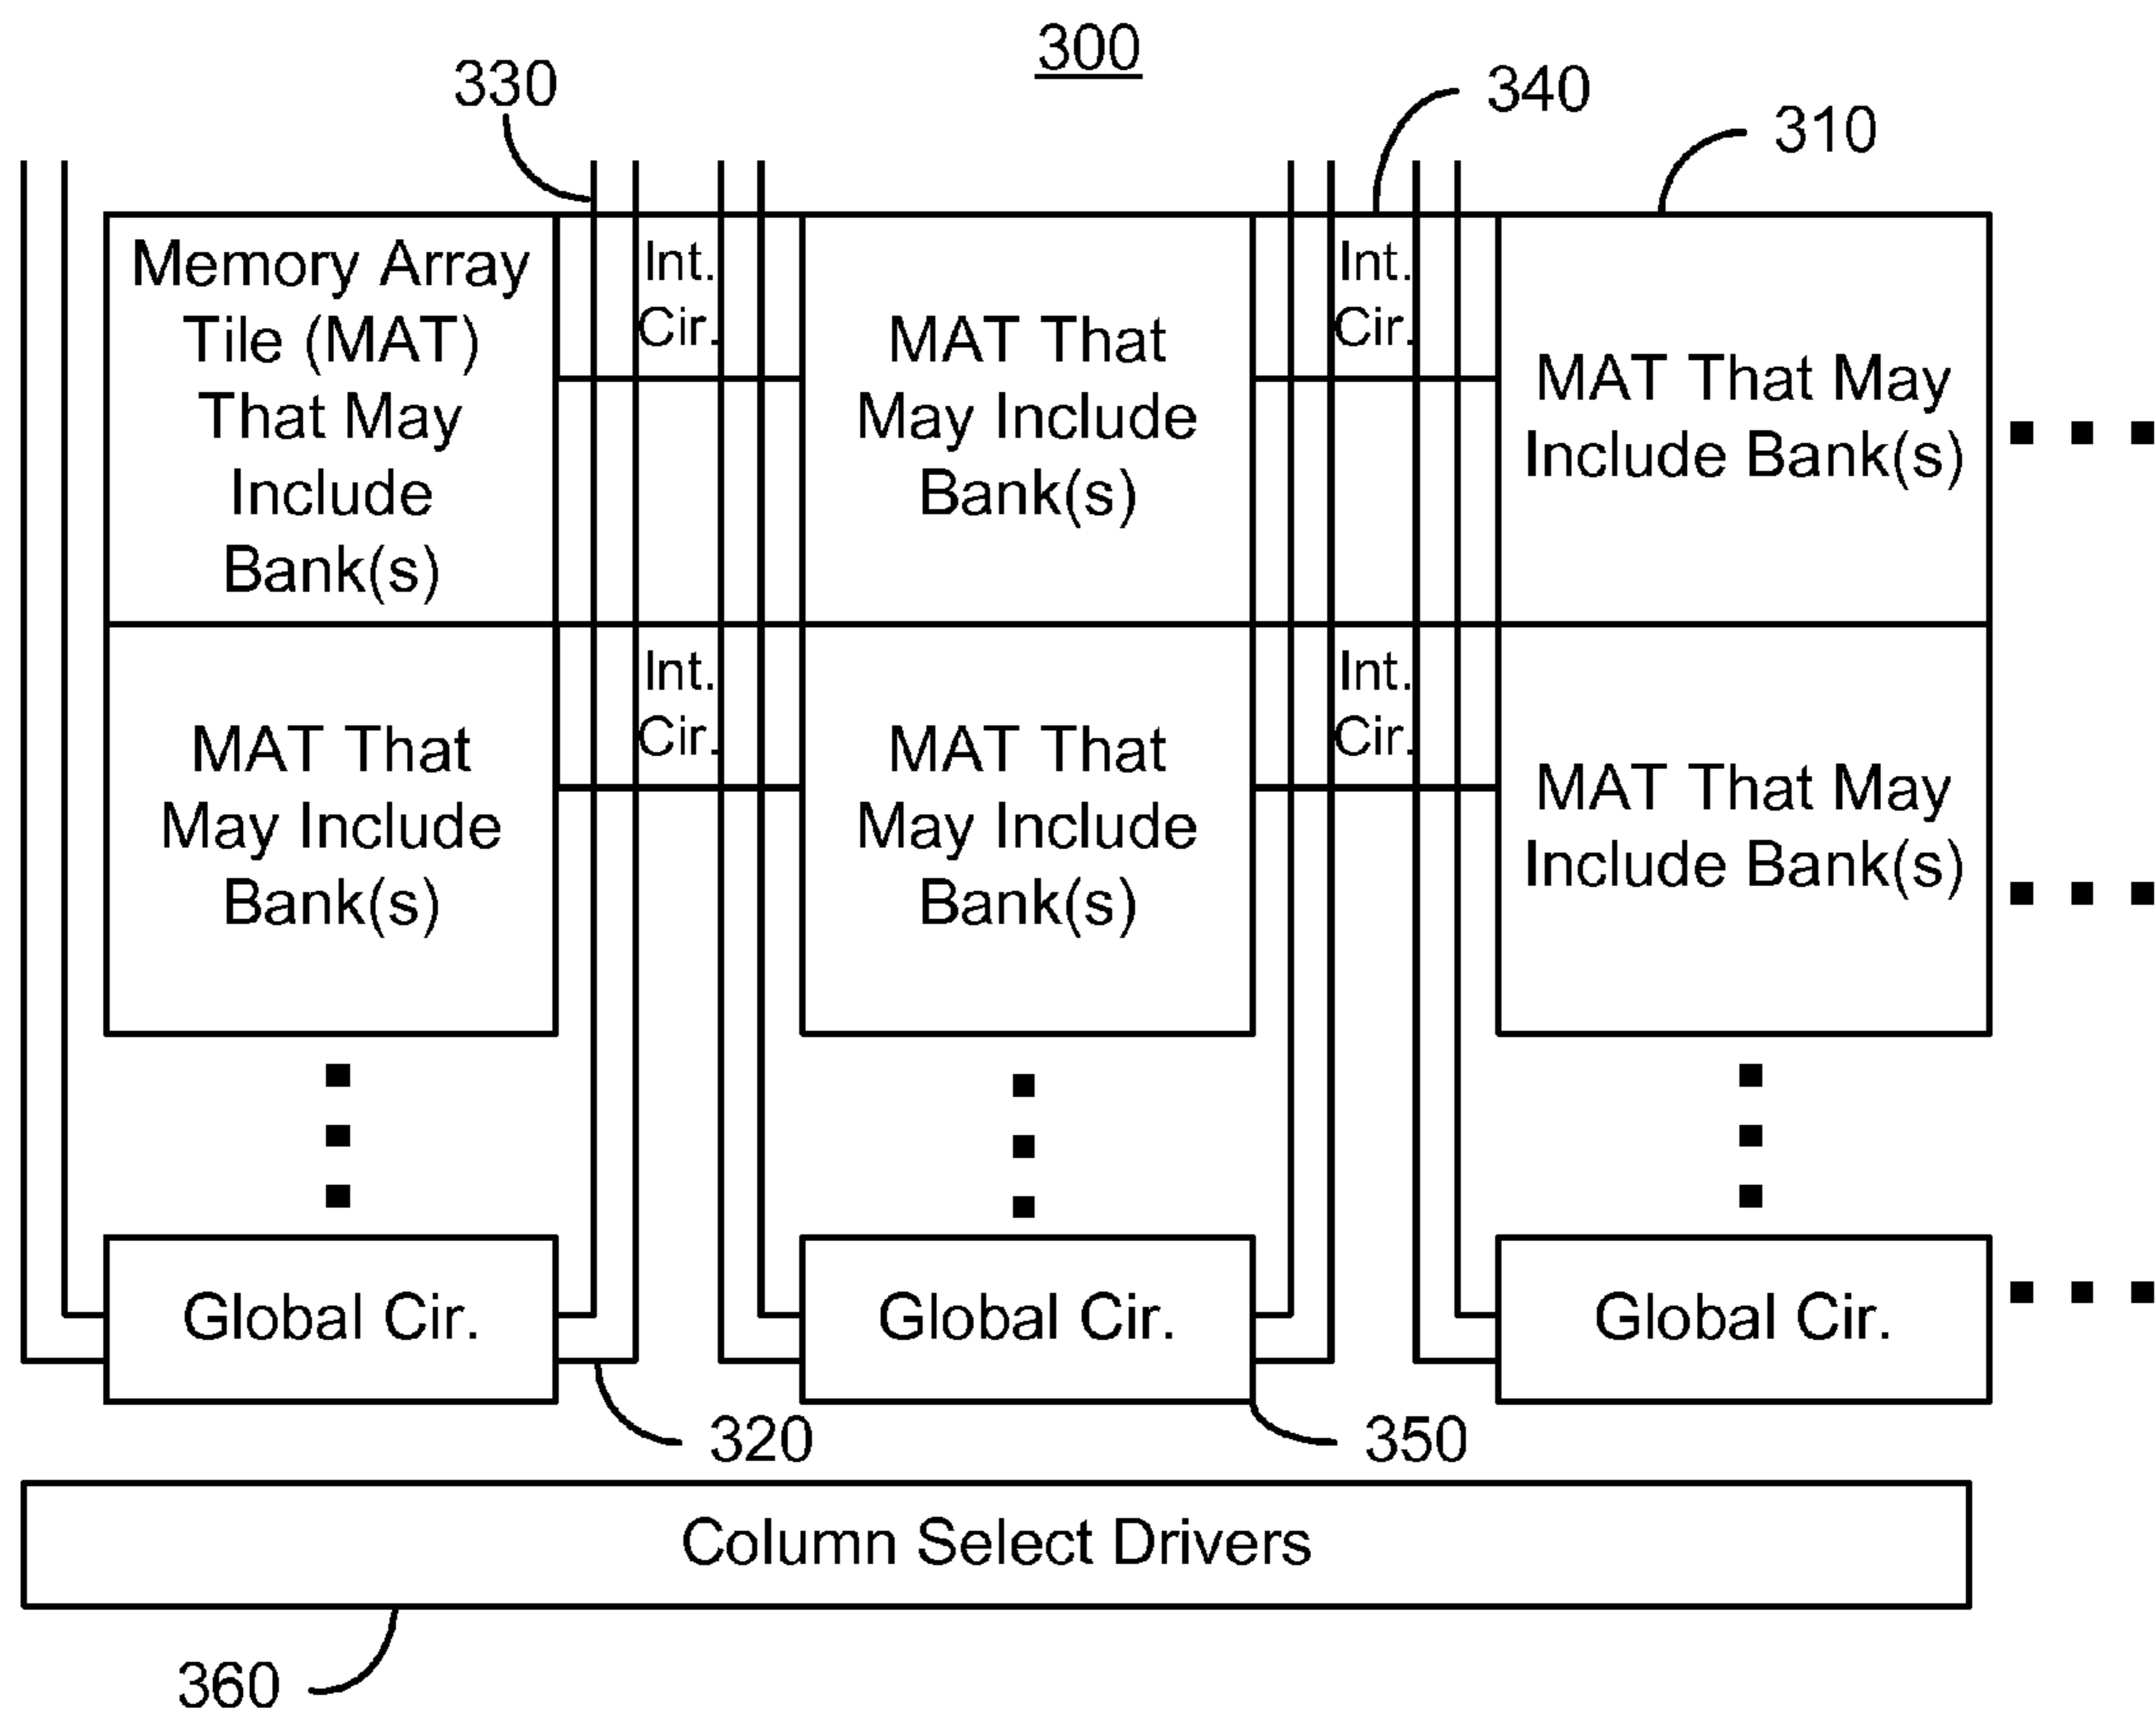 300
330
340
310
Memory Array
Tile (MAT)
That May
Include
Bank(s)
Int.
Cir.
MAT That
May Include
Bank(s)
Int.
Cir.
MAT That May
Include Bank(s)
MAT That
May Include
Bank(s)
Int.
Cir.
MAT That
May Include
Bank(s)
Int.
Cir.
MAT That May
Include Bank(s)
Global Cir.
Global Cir.
Global Cir.
320
350
Column Select Drivers
360